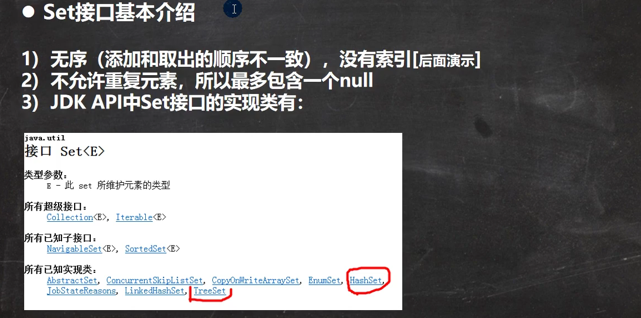 ● Set接口基本介绍
1）无序（添加和取出的顺序不一致），没有索引[后面演示]
2）不允许重复元素，所以最多包含一个null
3）JDK API中Set接口的实现类有：
java.util
接口 Set<E>
类型参数：
E - 此 set 所维护元素的类型
所有超级接口：
Collection<E>, Iterable<E>
所有已知子接口：
NavigableSet<E>, SortedSet<E>
所有已知实现类：
AbstractSet, ConcurrentSkipListSet, CopyOnWriteArraySet, EnumSet, HashSet,
JobStateReasons, LinkedHashSet, TreeSet